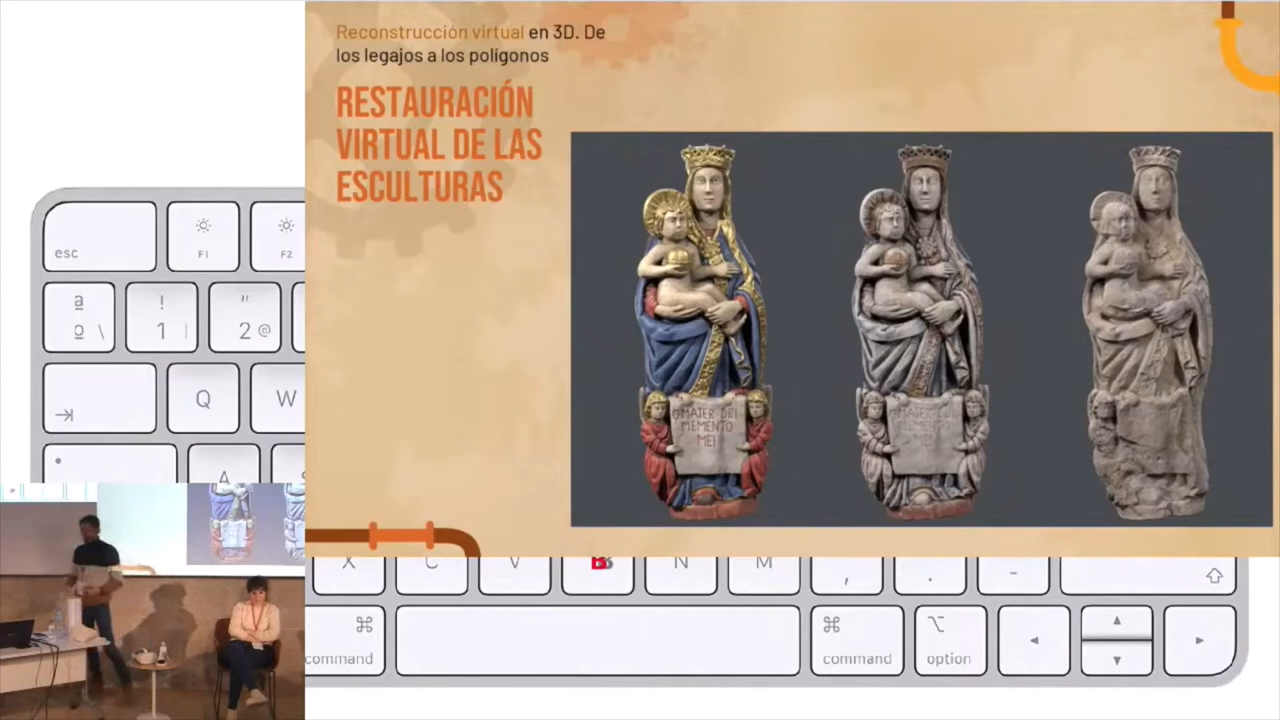 Reconstrucción virtual en 3D. De
los legajos a los polígonos
RESTAURACIÓN
VIRTUAL DE LAS
ESCULTURAS
O MATER DEI
MEMENTO
MEI
esc
F1
F2
a
o \
!
1 |
"
2 @
Q
W
A
X
C
V
B
N
M
,
.
-
⌘
command
⌘
command
⌥
option